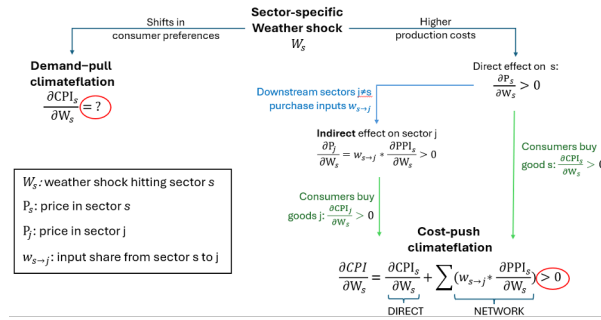 Sector-specific
Weather shock
W_s
Shifts in
consumer preferences
Higher
production costs
Demand-pull
climateflation
∂CPI_s/∂W_s = ?
Direct effect on s:
∂P_s/∂W_s > 0
Downstream sectors j≠s
purchase inputs w_{s→j}
Indirect effect on sector j
∂P_j/∂W_s = w_{s→j} * ∂PPI_s/∂W_s > 0
Consumers buy
good s: ∂CPI_s/∂W_s > 0
Consumers buy
goods j: ∂CPI_j/∂W_s > 0
W_s: weather shock hitting sector s
P_s: price in sector s
P_j: price in sector j
w_{s→j}: input share from sector s to j
Cost-push
climateflation
∂CPI/∂W_s = ∂CPI_s/∂W_s + ∑(w_{s→j} * ∂PPI_s/∂W_s) > 0
DIRECT NETWORK